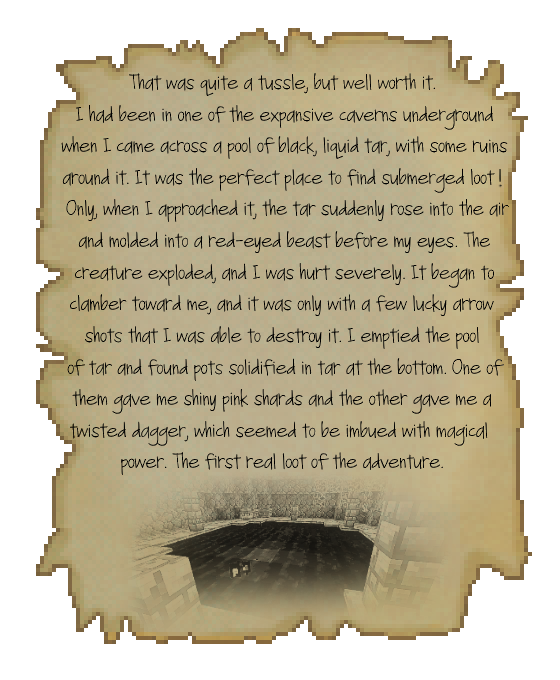 That was quite a tussle, but well worth it.
I had been in one of the expansive caverns underground
when I came across a pool of black, liquid tar, with some ruins
around it. It was the perfect place to find submerged loot!
Only, when I approached it, the tar suddenly rose into the air
and molded into a red-eyed beast before my eyes. The
creature exploded, and I was hurt severely. It began to
clamber toward me, and it was only with a few lucky arrow
shots that I was able to destroy it. I emptied the pool
of tar and found pots solidified in tar at the bottom. One of
them gave me shiny pink shards and the other gave me a
twisted dagger, which seemed to be imbued with magical
power. The first real loot of the adventure.